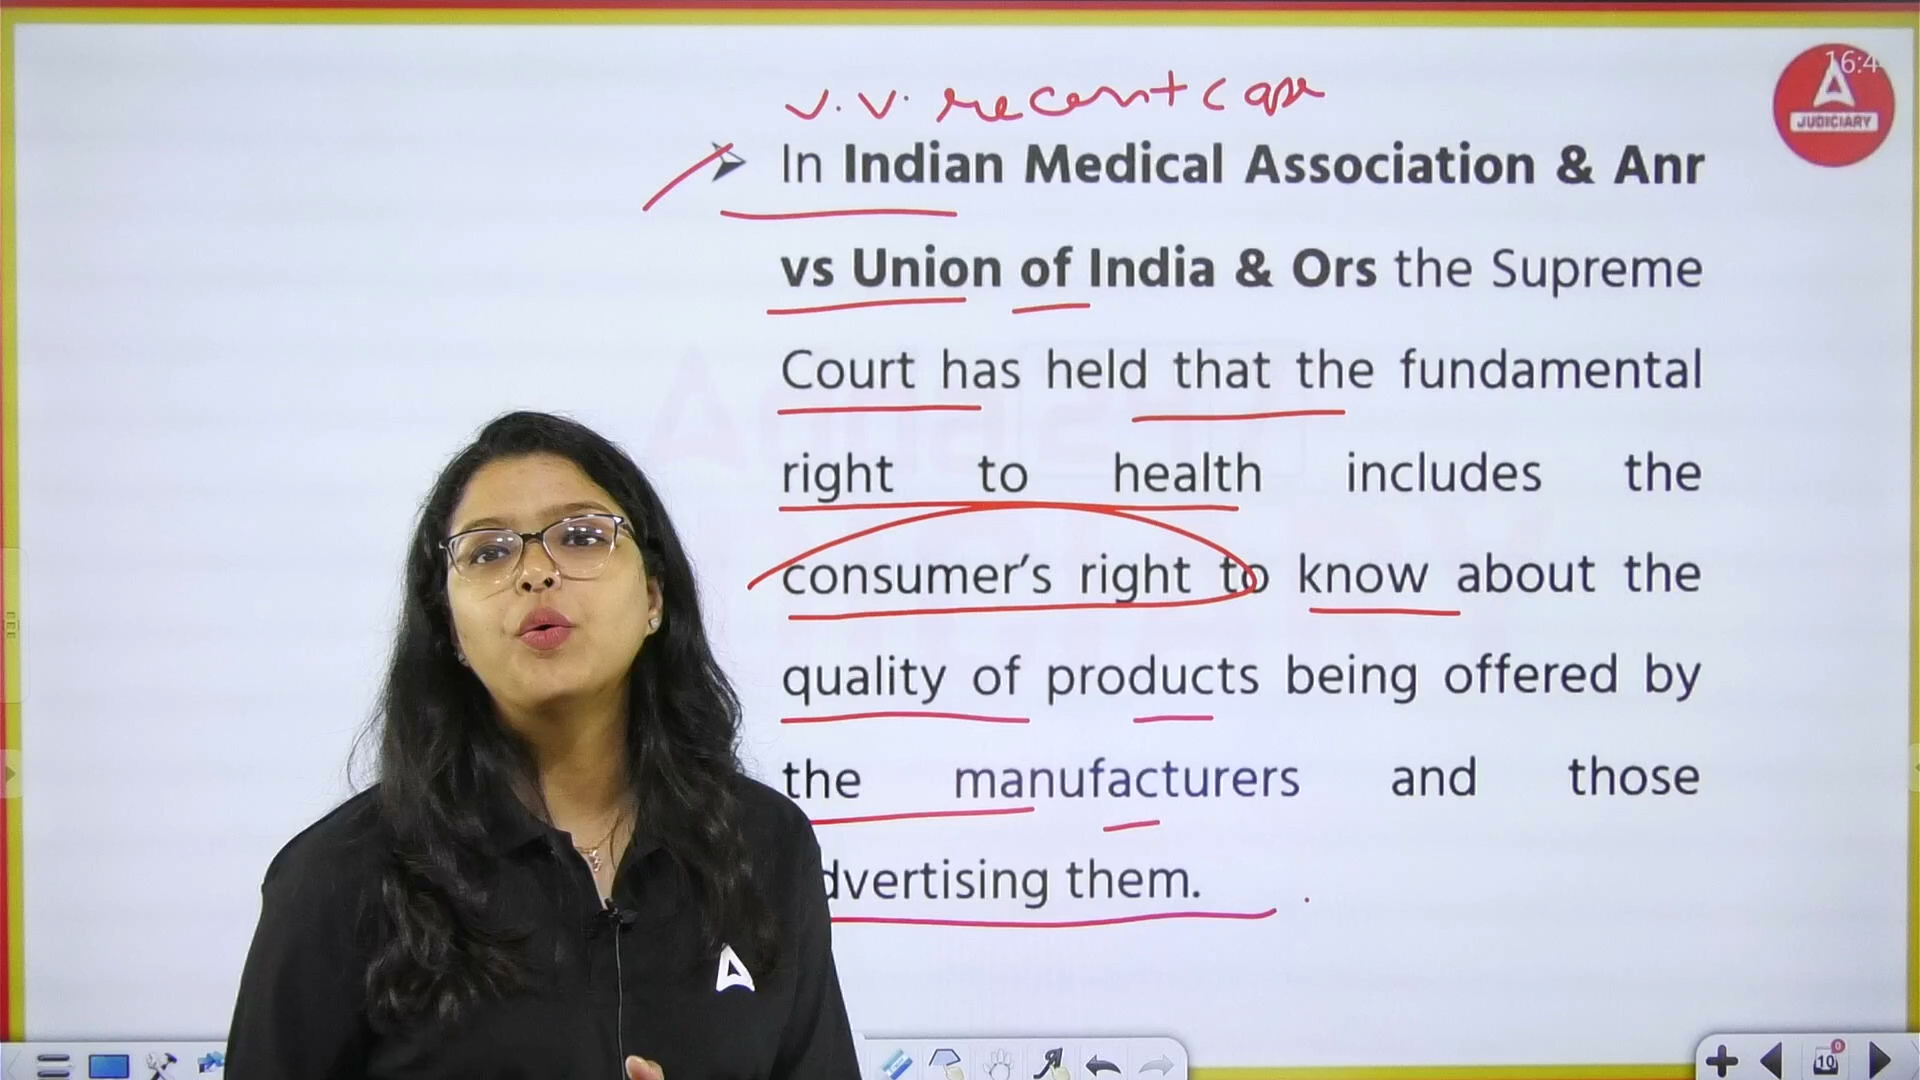 16:4
JUDICIARY
v.v. recent case
In Indian Medical Association & Anr
vs Union of India & Ors the Supreme
Court has held that the fundamental
right to health includes the
consumer’s right to know about the
quality of products being offered by
the manufacturers and those
dvertising them.
10
0